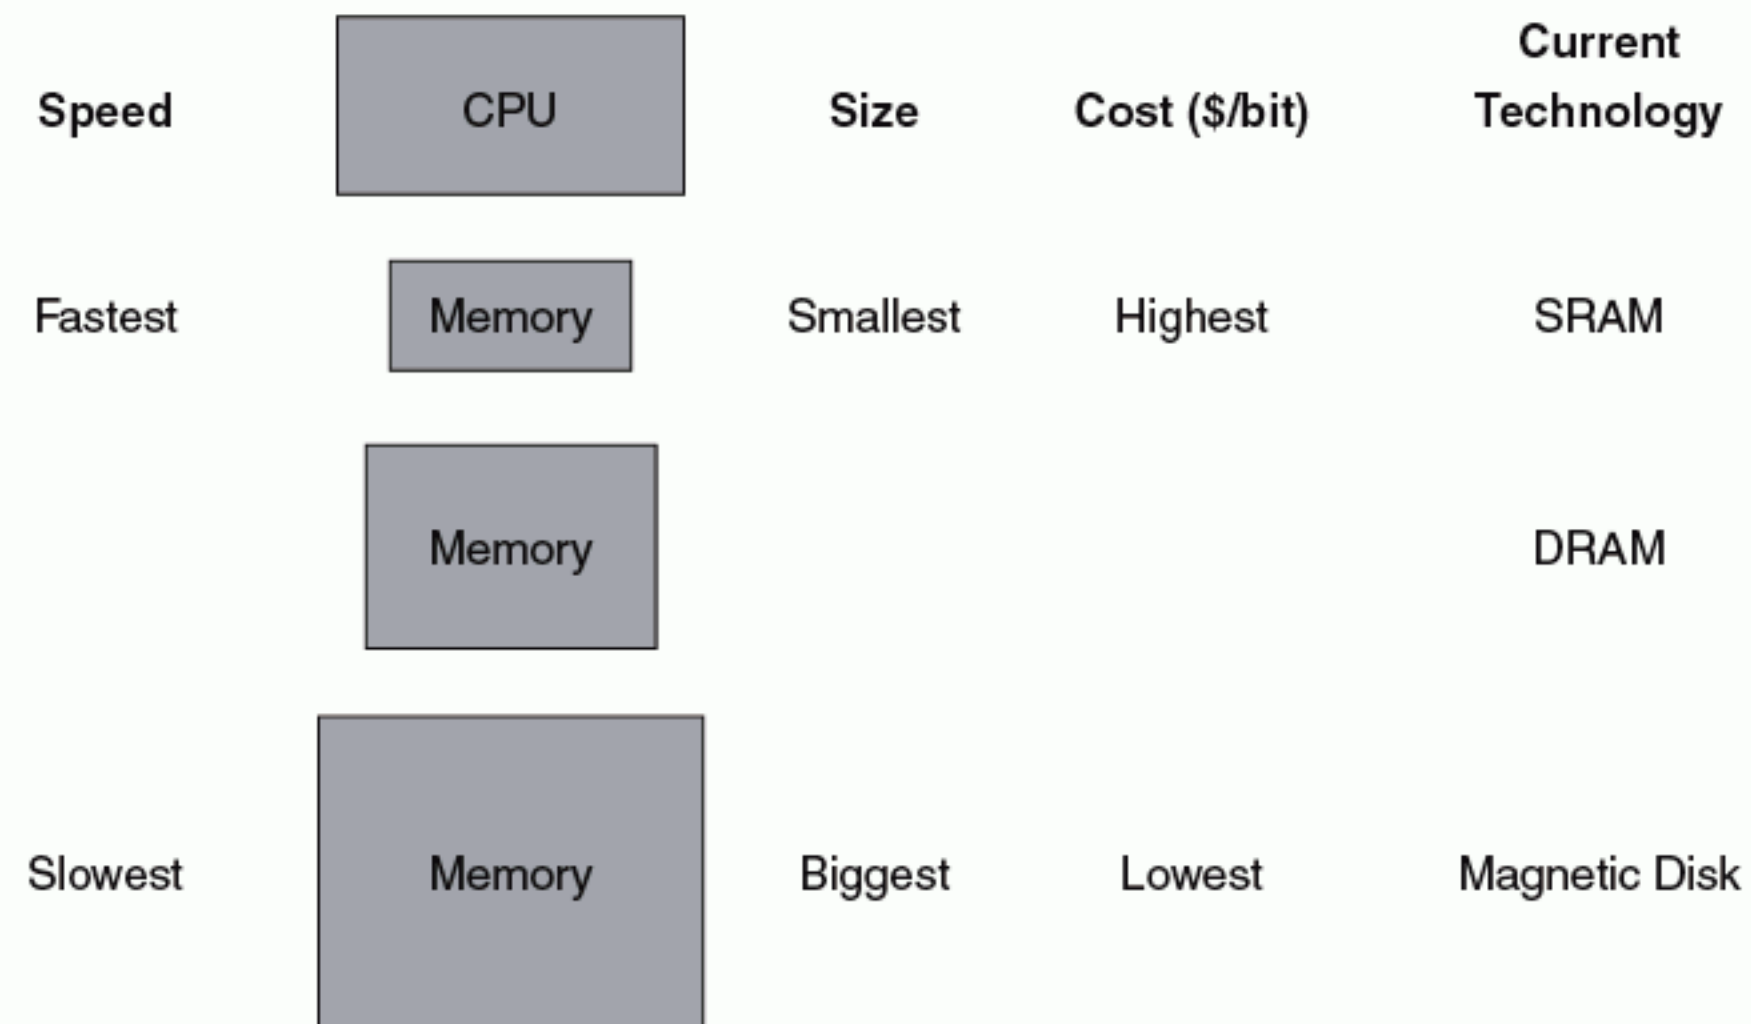 Current
Speed CPU Size Cost ($/bit) Technology
Fastest Memory Smallest Highest SRAM
Memory DRAM
Slowest Memory Biggest Lowest Magnetic Disk